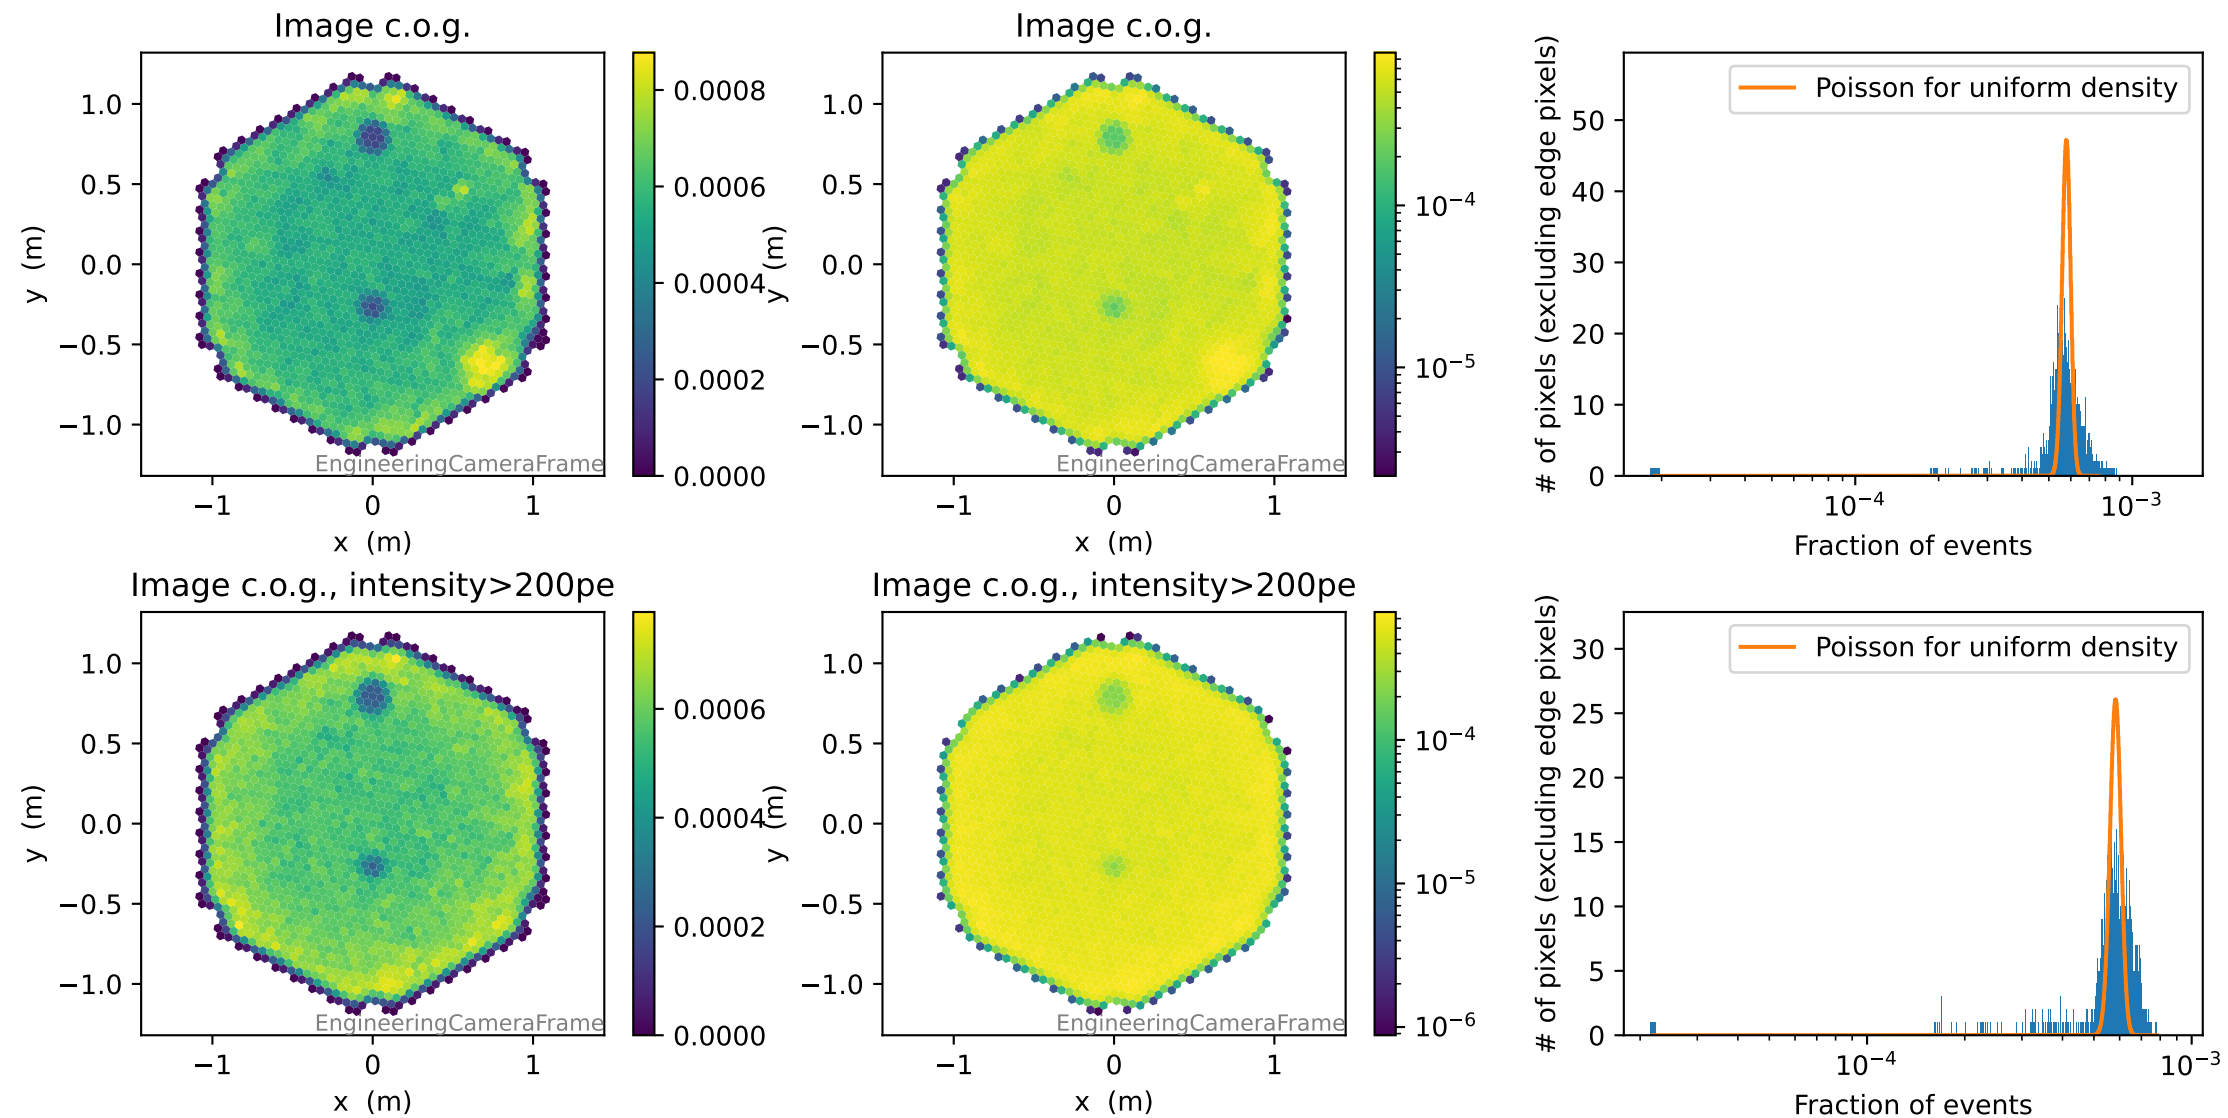 Image c.o.g.
1.0
0.5
0.0
−0.5
−1.0
y (m)
−1
0
1
x (m)
EngineeringCameraFrame
0.0008
0.0006
0.0004
0.0002
0.0000
Image c.o.g.
1.0
0.5
0.0
−0.5
−1.0
y (m)
−1
0
1
x (m)
EngineeringCameraFrame
10⁻⁴
10⁻⁵
Poisson for uniform density
50
40
30
20
10
0
# of pixels (excluding edge pixels)
10⁻⁴
10⁻³
Fraction of events
Image c.o.g., intensity>200pe
1.0
0.5
0.0
−0.5
−1.0
y (m)
−1
0
1
x (m)
EngineeringCameraFrame
0.0006
0.0004
0.0002
0.0000
Image c.o.g., intensity>200pe
1.0
0.5
0.0
−0.5
−1.0
y (m)
−1
0
1
x (m)
EngineeringCameraFrame
10⁻⁴
10⁻⁵
10⁻⁶
Poisson for uniform density
30
25
20
15
10
5
0
# of pixels (excluding edge pixels)
10⁻⁴
10⁻³
Fraction of events